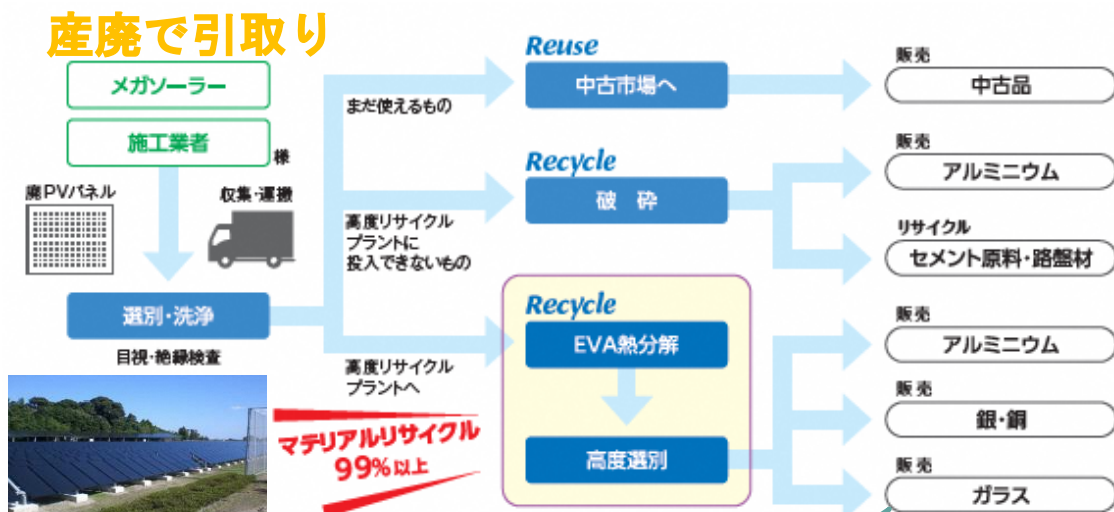 産廃で引取り
メガソーラー
施工業者
様
廃PVパネル
収集・運搬
選別・洗浄
目視・絶縁検査
まだ使えるもの
高度リサイクル
プラントに
投入できないもの
高度リサイクル
プラントへ
マテリアルリサイクル
99%以上
Reuse
中古市場へ
Recycle
破 砕
Recycle
EVA熱分解
高度選別
販売
中古品
販売
アルミニウム
リサイクル
セメント原料・路盤材
販売
アルミニウム
販売
銀・銅
販売
ガラス